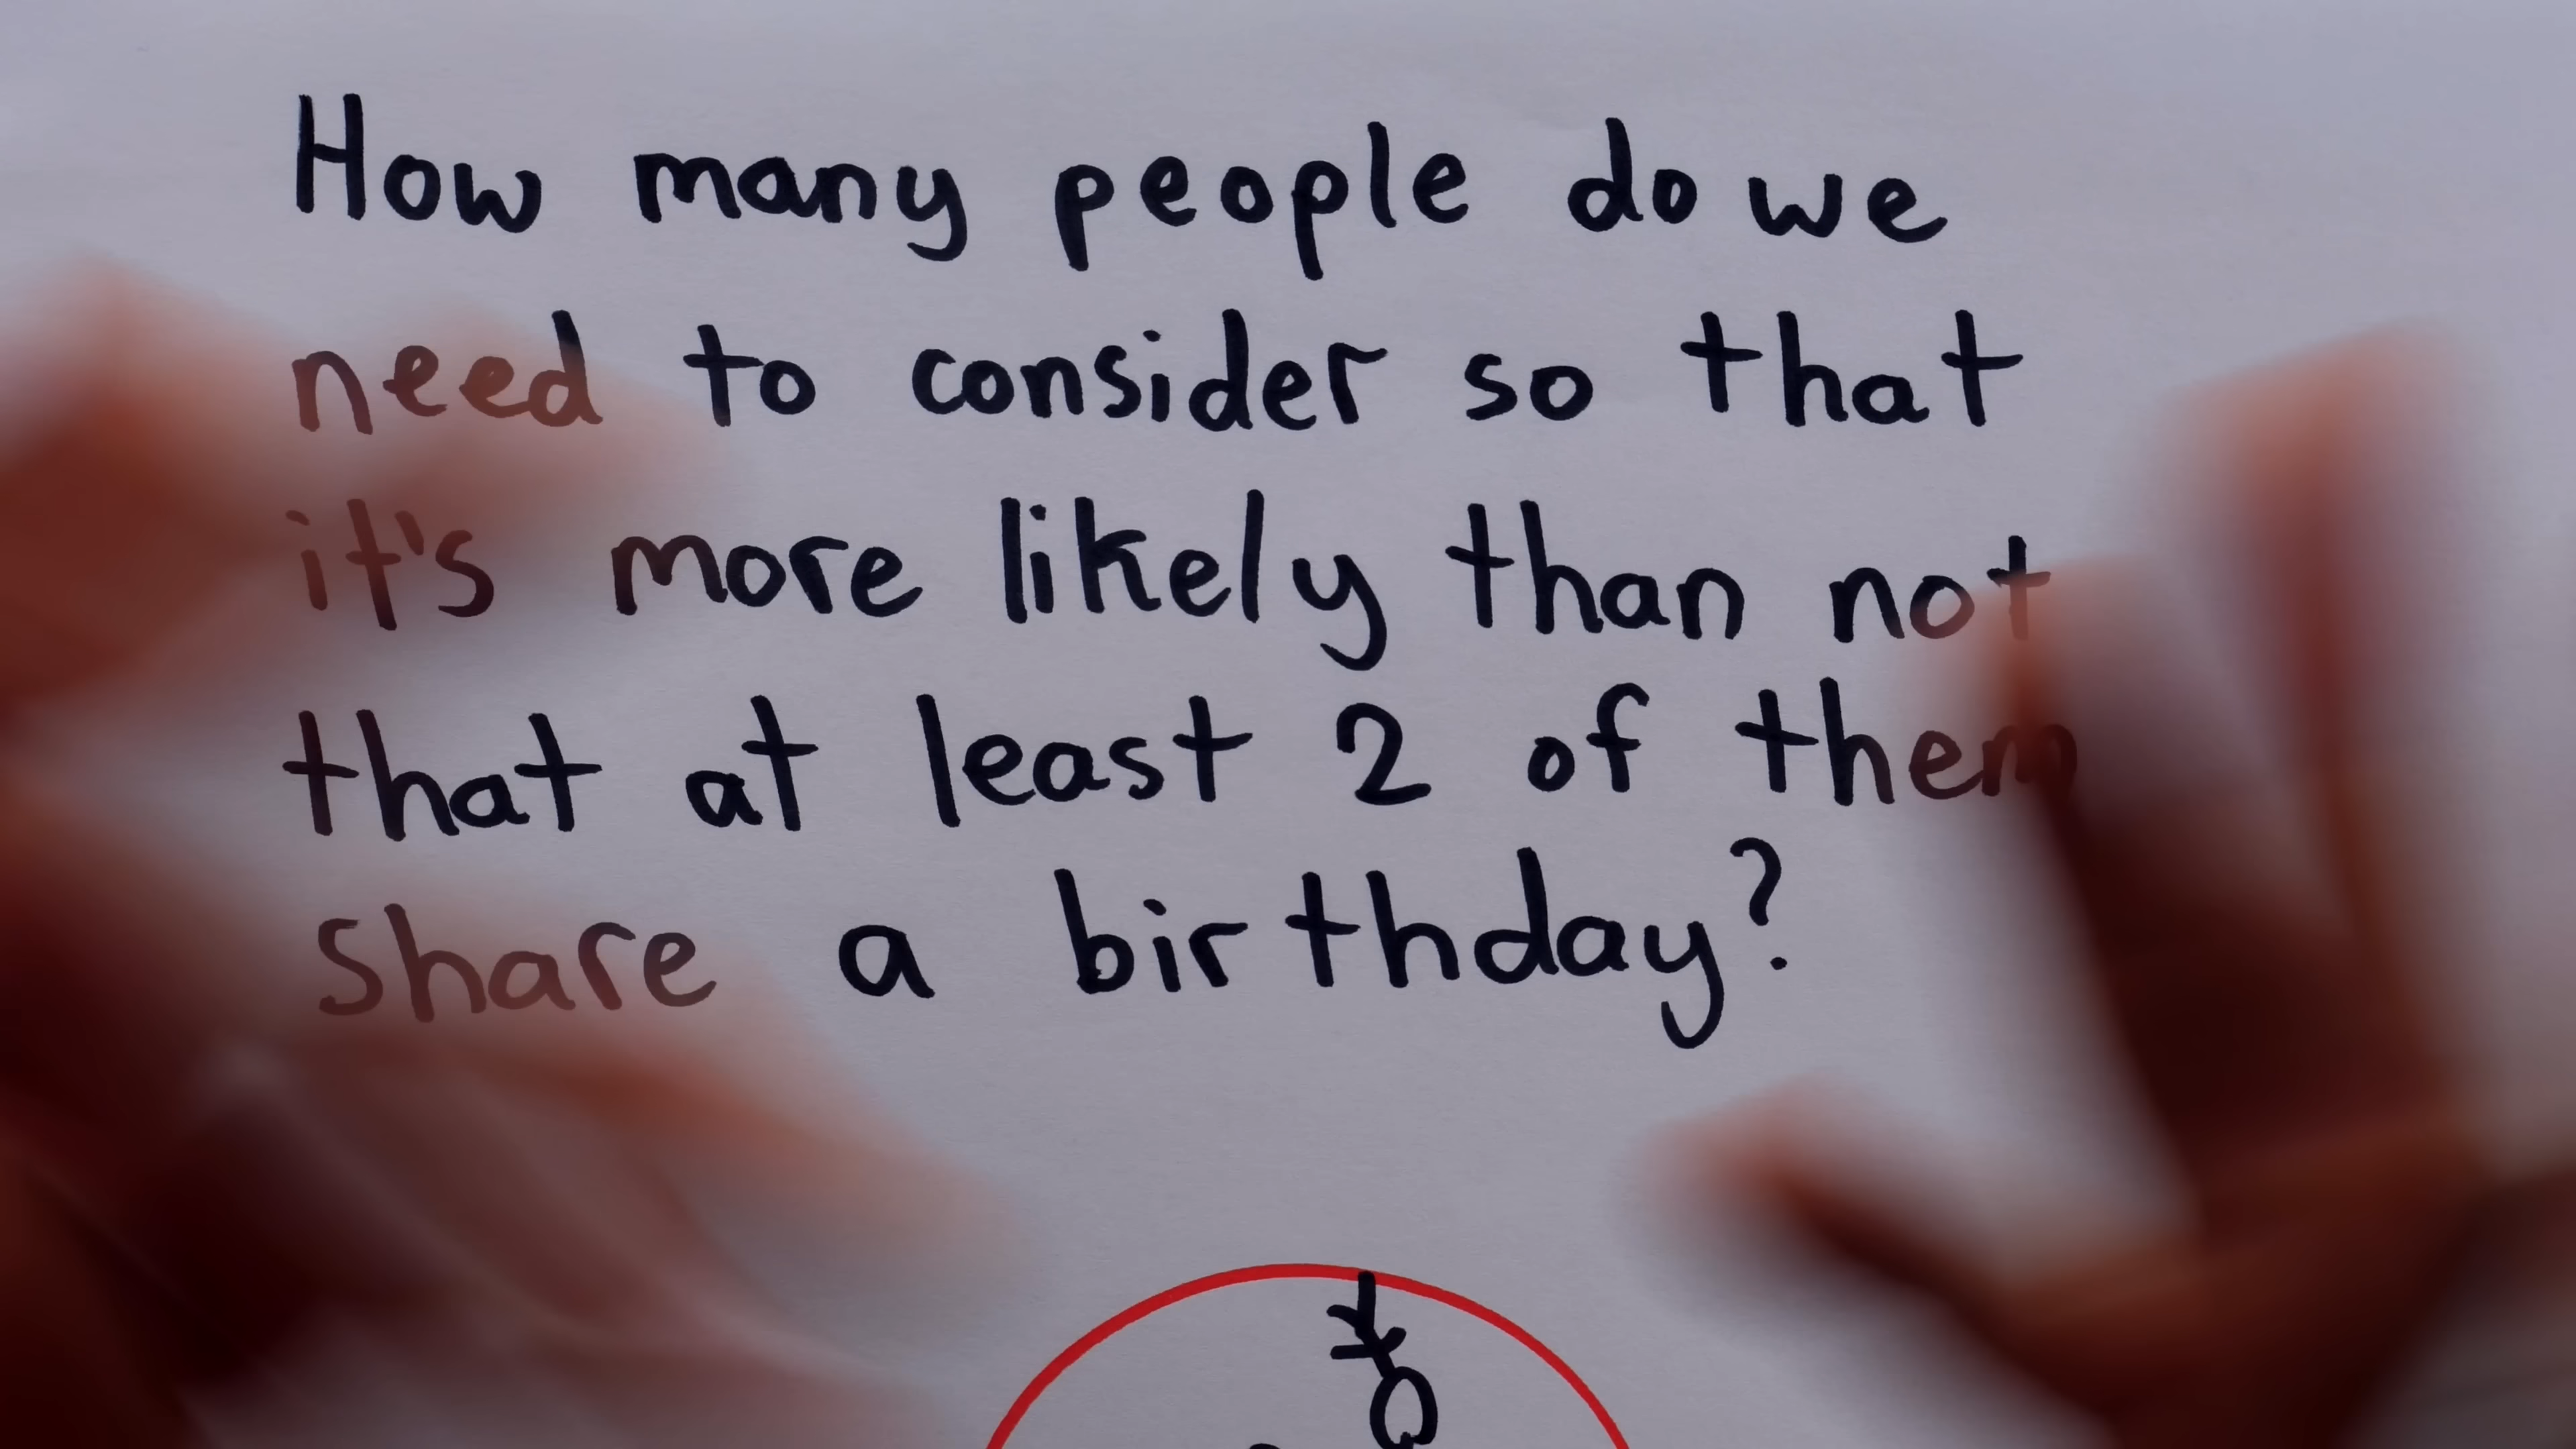 How many people do we
need to consider so that
it's more likely than not
that at least 2 of them
share a birthday?